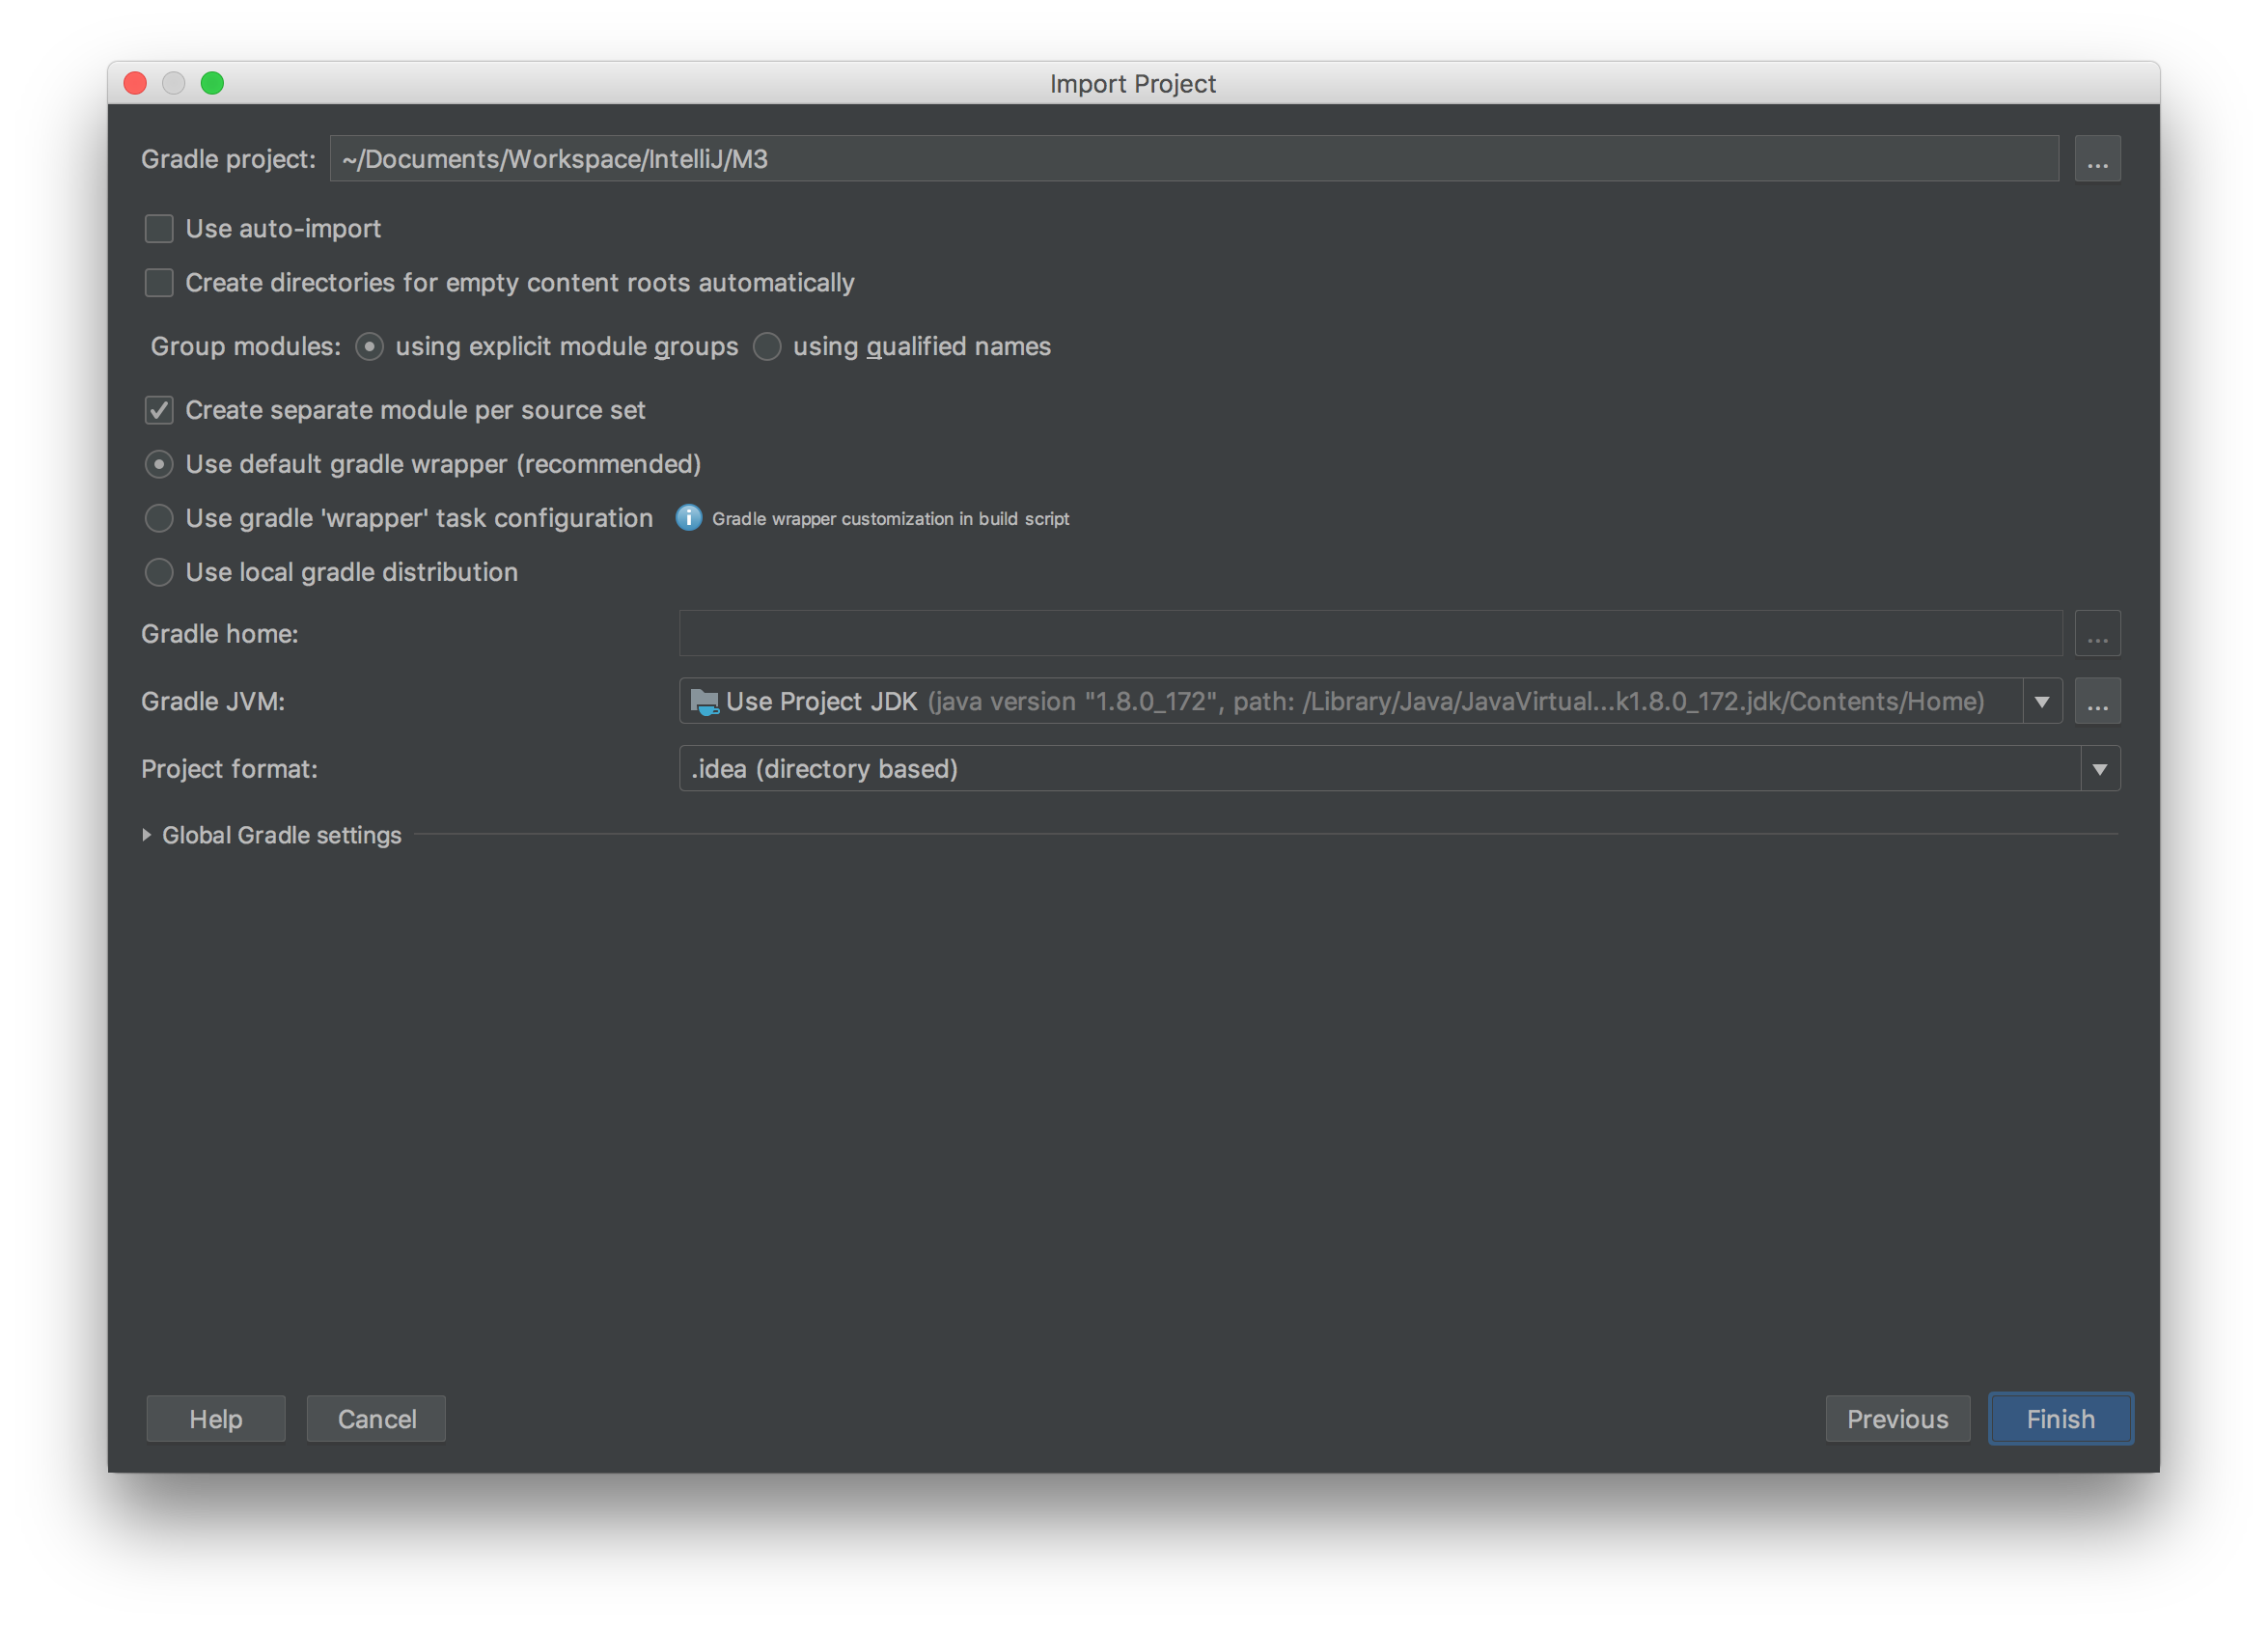 Import Project
Gradle project: ~/Documents/Workspace/IntelliJ/M3 ...
Use auto-import
Create directories for empty content roots automatically
Group modules: using explicit module groups using qualified names
Create separate module per source set
Use default gradle wrapper (recommended)
Use gradle 'wrapper' task configuration i Gradle wrapper customization in build script
Use local gradle distribution
Gradle home: ...
Gradle JVM: Use Project JDK (java version "1.8.0_172", path: /Library/Java/JavaVirtual...k1.8.0_172.jdk/Contents/Home) ...
Project format: .idea (directory based)
Global Gradle settings
Help Cancel Previous Finish